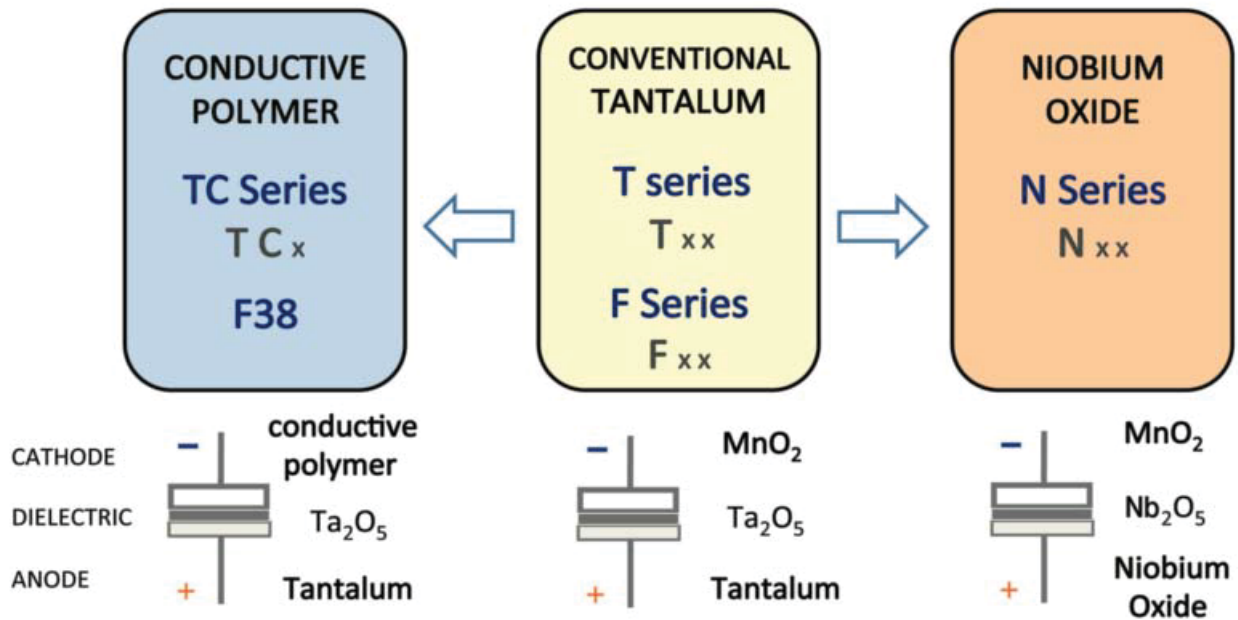 CONDUCTIVE
POLYMER
TC Series
T C x
F38
CONVENTIONAL
TANTALUM
T series
T x x
F Series
F x x
NIOBIUM
OXIDE
N Series
N x x
CATHODE
DIELECTRIC
ANODE
−
conductive
polymer
Ta₂O₅
+
Tantalum
−
MnO₂
Ta₂O₅
+
Tantalum
−
MnO₂
Nb₂O₅
+
Niobium
Oxide